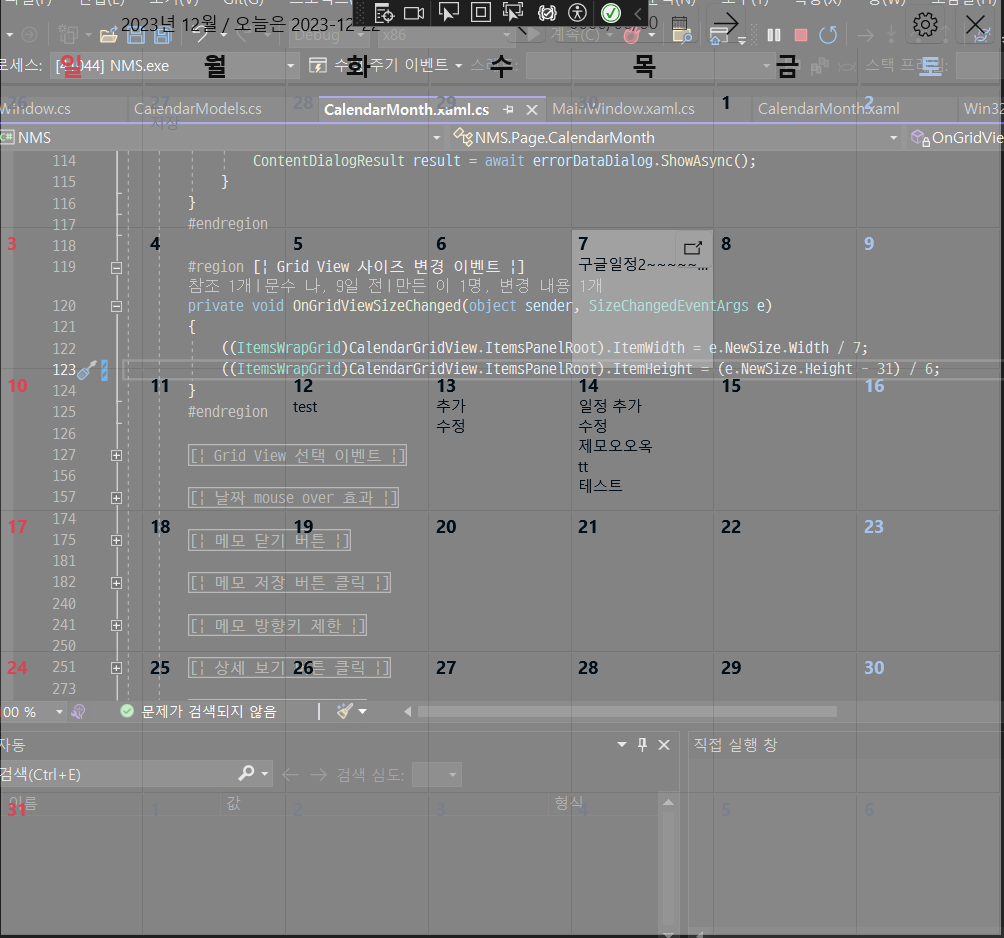 2023년 12월 / 오늘은 2023-12-22
Debug x86 계속(C)
로세스: NMS.exe 수명 주기 이벤트 스택 프레임:
일 월 화 수 목 금 토
26 27 28 29 30 1 2
Window.cs CalendarModels.cs CalendarMonth.xaml.cs MainWindow.xaml.cs CalendarMonth.xaml Win32
C# NMS NMS.Page.CalendarMonth OnGridVie
114 ContentDialogResult result = await errorDataDialog.ShowAsync();
115 }
116 }
117 #endregion
118
3 4 5 6 7 8 9
구글일정2~~~~~...
119 #region [¦ Grid View 사이즈 변경 이벤트 ¦]
참조 1개|문수 나, 9일 전|만든 이 1명, 변경 내용 1개
120 private void OnGridViewSizeChanged(object sender, SizeChangedEventArgs e)
121 {
122 ((ItemsWrapGrid)CalendarGridView.ItemsPanelRoot).ItemWidth = e.NewSize.Width / 7;
123 ((ItemsWrapGrid)CalendarGridView.ItemsPanelRoot).ItemHeight = (e.NewSize.Height - 31) / 6;
10 11 12 13 14 15 16
124 }
test 추가 일정 추가
125 #endregion
수정 수정
126
제모오오옥
127 [¦ Grid View 선택 이벤트 ¦]
tt
156
테스트
157 [¦ 날짜 mouse over 효과 ¦]
174
17 18 19 20 21 22 23
175 [¦ 메모 닫기 버튼 ¦]
181
182 [¦ 메모 저장 버튼 클릭 ¦]
240
241 [¦ 메모 방향키 제한 ¦]
250
24 25 26 27 28 29 30
251 [¦ 상세 보기 버튼 클릭 ¦]
273
00 % 문제가 검색되지 않음
자동 직접 실행 창
검색(Ctrl+E) 검색 심도:
이름 값 형식
31 1 2 3 4 5 6